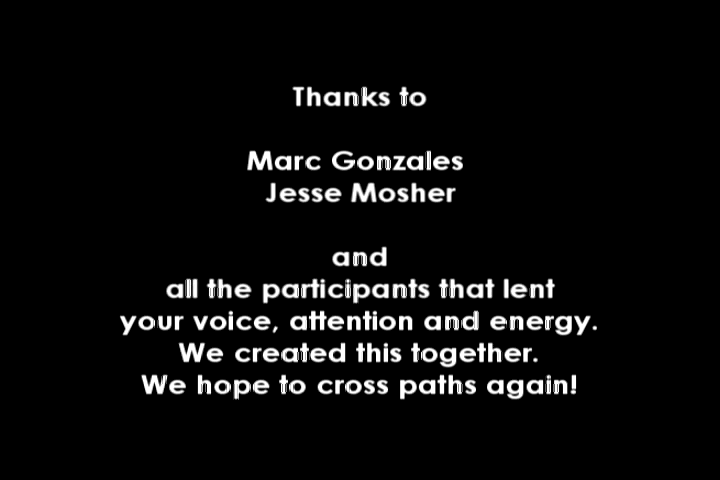 Thanks to
Marc Gonzales
Jesse Mosher
and
all the participants that lent
your voice, attention and energy.
We created this together.
We hope to cross paths again!